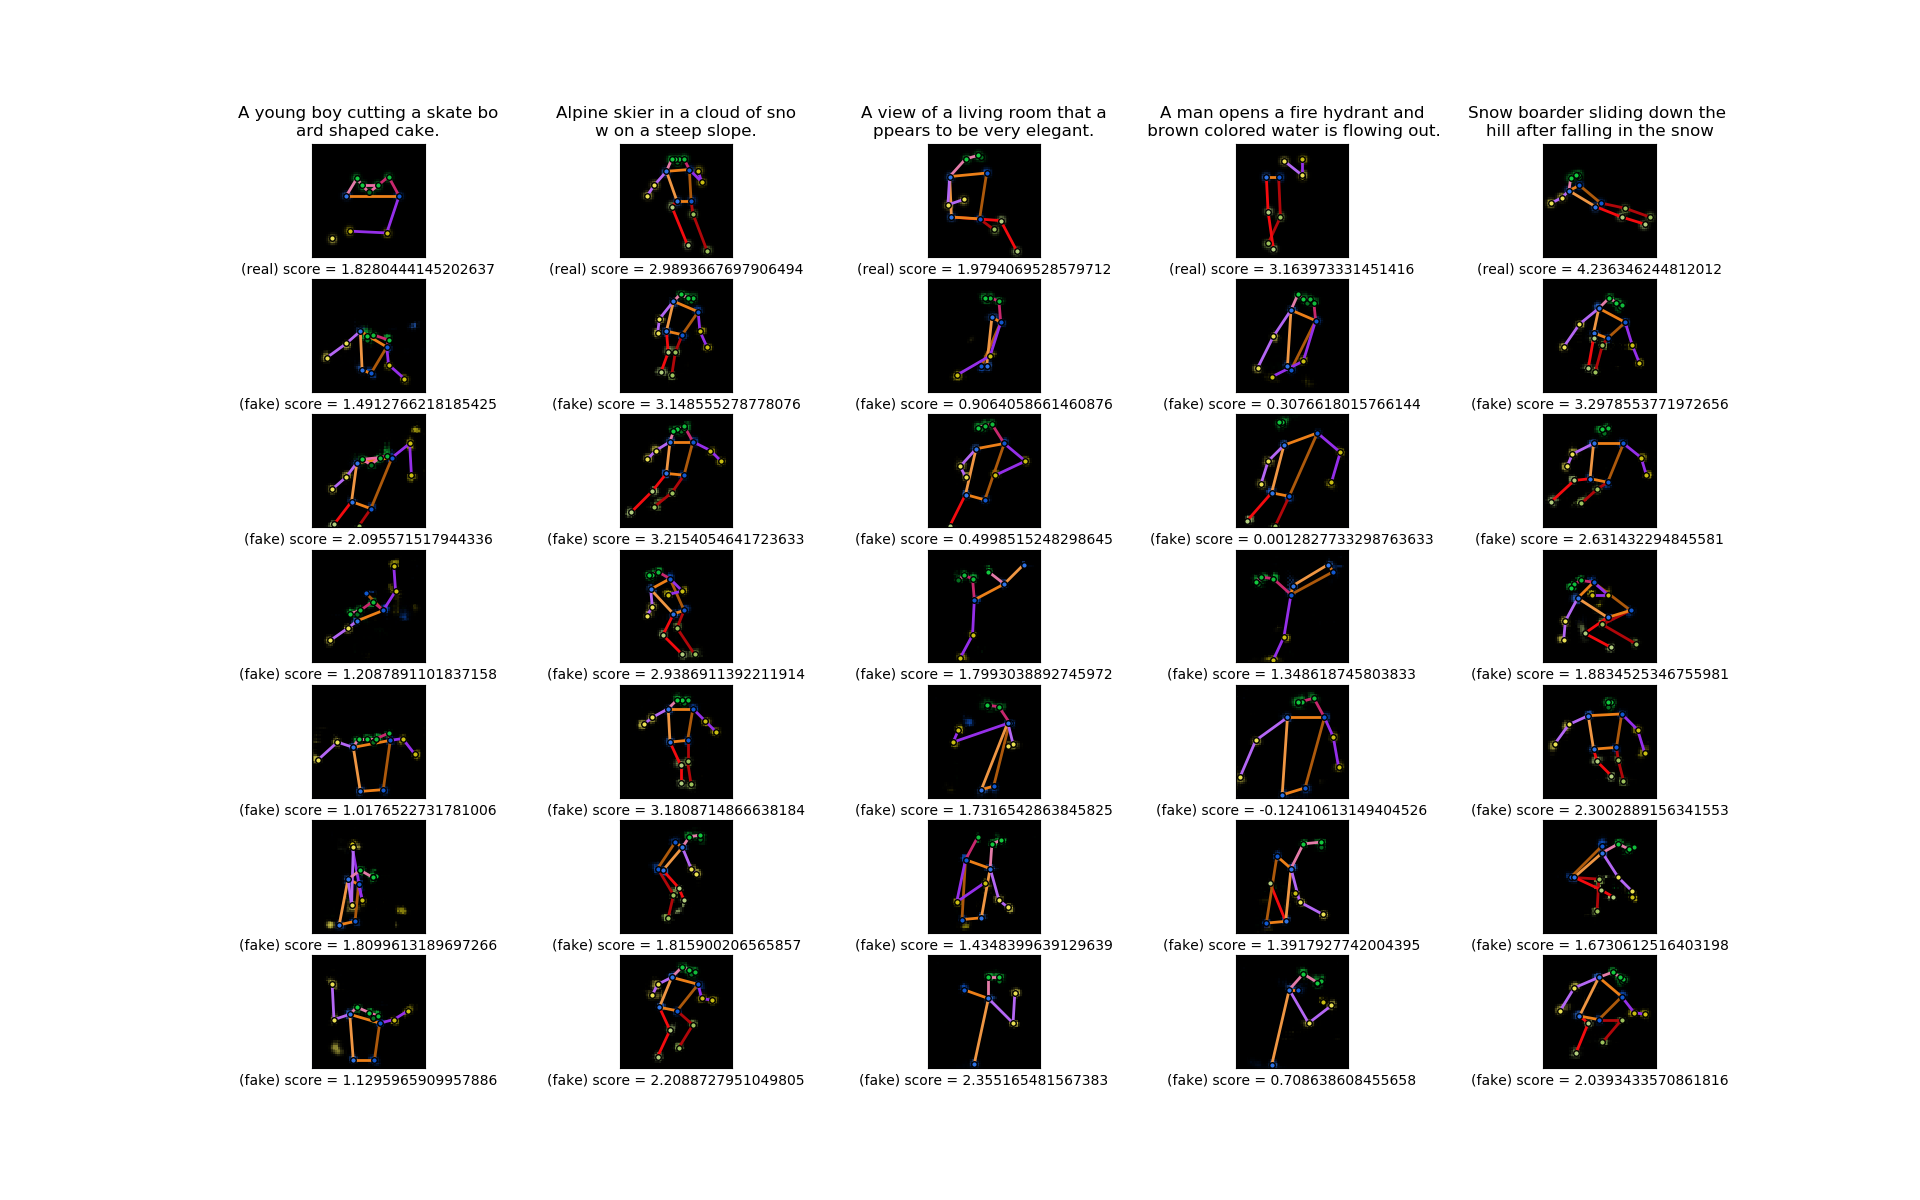 A young boy cutting a skate bo
ard shaped cake.
Alpine skier in a cloud of sno
w on a steep slope.
A view of a living room that a
ppears to be very elegant.
A man opens a fire hydrant and
brown colored water is flowing out.
Snow boarder sliding down the
hill after falling in the snow
(real) score = 1.8280444145202637
(real) score = 2.9893667697906494
(real) score = 1.9794069528579712
(real) score = 3.163973331451416
(real) score = 4.236346244812012
(fake) score = 1.4912766218185425
(fake) score = 3.148555278778076
(fake) score = 0.9064058661460876
(fake) score = 0.3076618015766144
(fake) score = 3.2978553771972656
(fake) score = 2.095571517944336
(fake) score = 3.2154054641723633
(fake) score = 0.4998515248298645
(fake) score = 0.0012827733298763633
(fake) score = 2.631432294845581
(fake) score = 1.2087891101837158
(fake) score = 2.9386911392211914
(fake) score = 1.7993038892745972
(fake) score = 1.348618745803833
(fake) score = 1.8834525346755981
(fake) score = 1.0176522731781006
(fake) score = 3.1808714866638184
(fake) score = 1.7316542863845825
(fake) score = -0.12410613149404526
(fake) score = 2.3002889156341553
(fake) score = 1.8099613189697266
(fake) score = 1.815900206565857
(fake) score = 1.4348399639129639
(fake) score = 1.3917927742004395
(fake) score = 1.6730612516403198
(fake) score = 1.1295965909957886
(fake) score = 2.2088727951049805
(fake) score = 2.355165481567383
(fake) score = 0.708638608455658
(fake) score = 2.0393433570861816